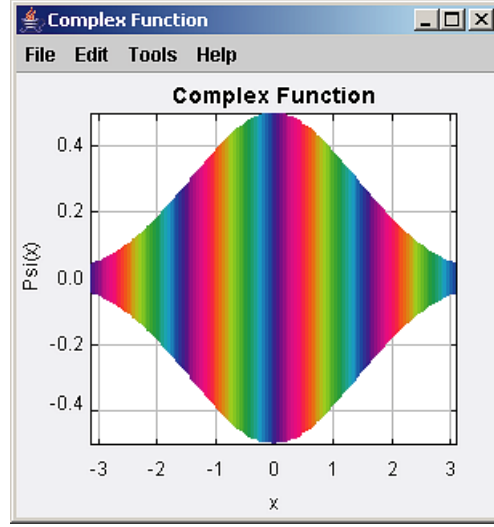 Complex Function
File Edit Tools Help
Complex Function
0.4
0.2
0.0
-0.2
-0.4
Psi(x)
-3 -2 -1 0 1 2 3
x